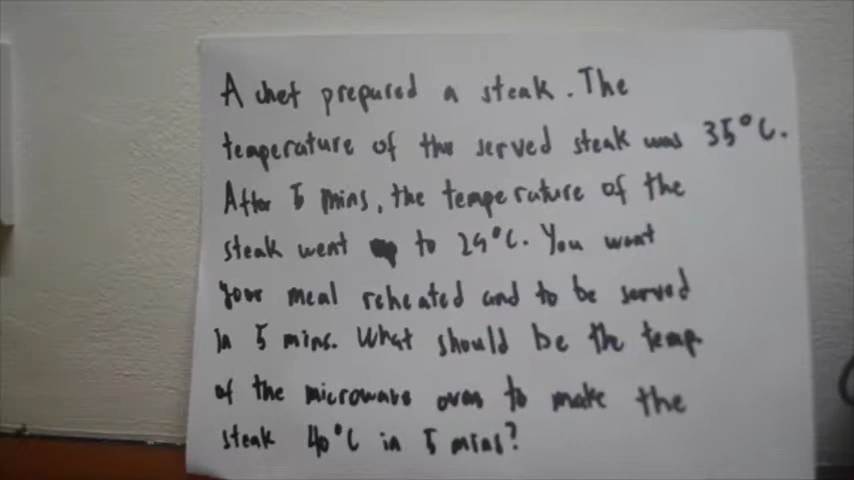 A chef prepared a steak. The
temperature of the served steak was 35°C.
After 5 mins, the temperature of the
steak went to 29°C. You want
your meal reheated and to be served
in 5 mins. What should be the temp.
of the microwave oven to make the
steak 40°C in 5 mins?